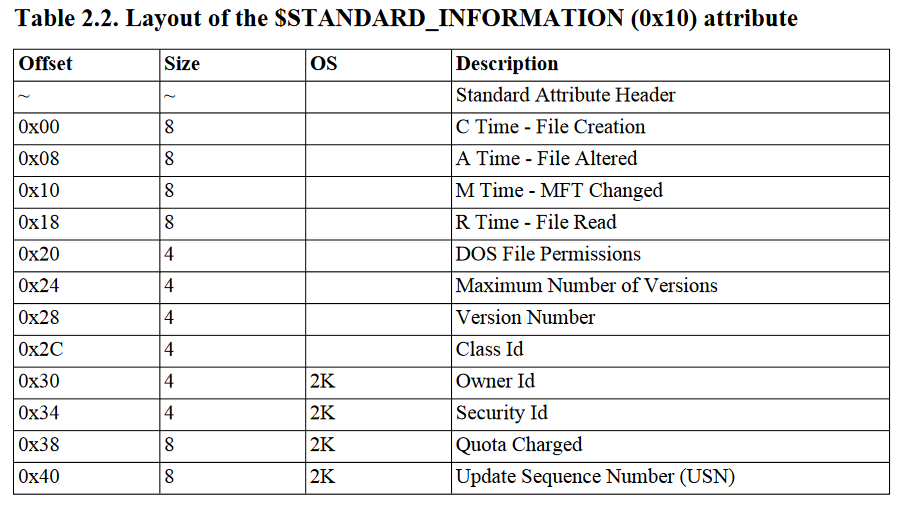 Table 2.2. Layout of the $STANDARD_INFORMATION (0x10) attribute
Offset Size OS Description
~ ~ Standard Attribute Header
0x00 8 C Time - File Creation
0x08 8 A Time - File Altered
0x10 8 M Time - MFT Changed
0x18 8 R Time - File Read
0x20 4 DOS File Permissions
0x24 4 Maximum Number of Versions
0x28 4 Version Number
0x2C 4 Class Id
0x30 4 2K Owner Id
0x34 4 2K Security Id
0x38 8 2K Quota Charged
0x40 8 2K Update Sequence Number (USN)